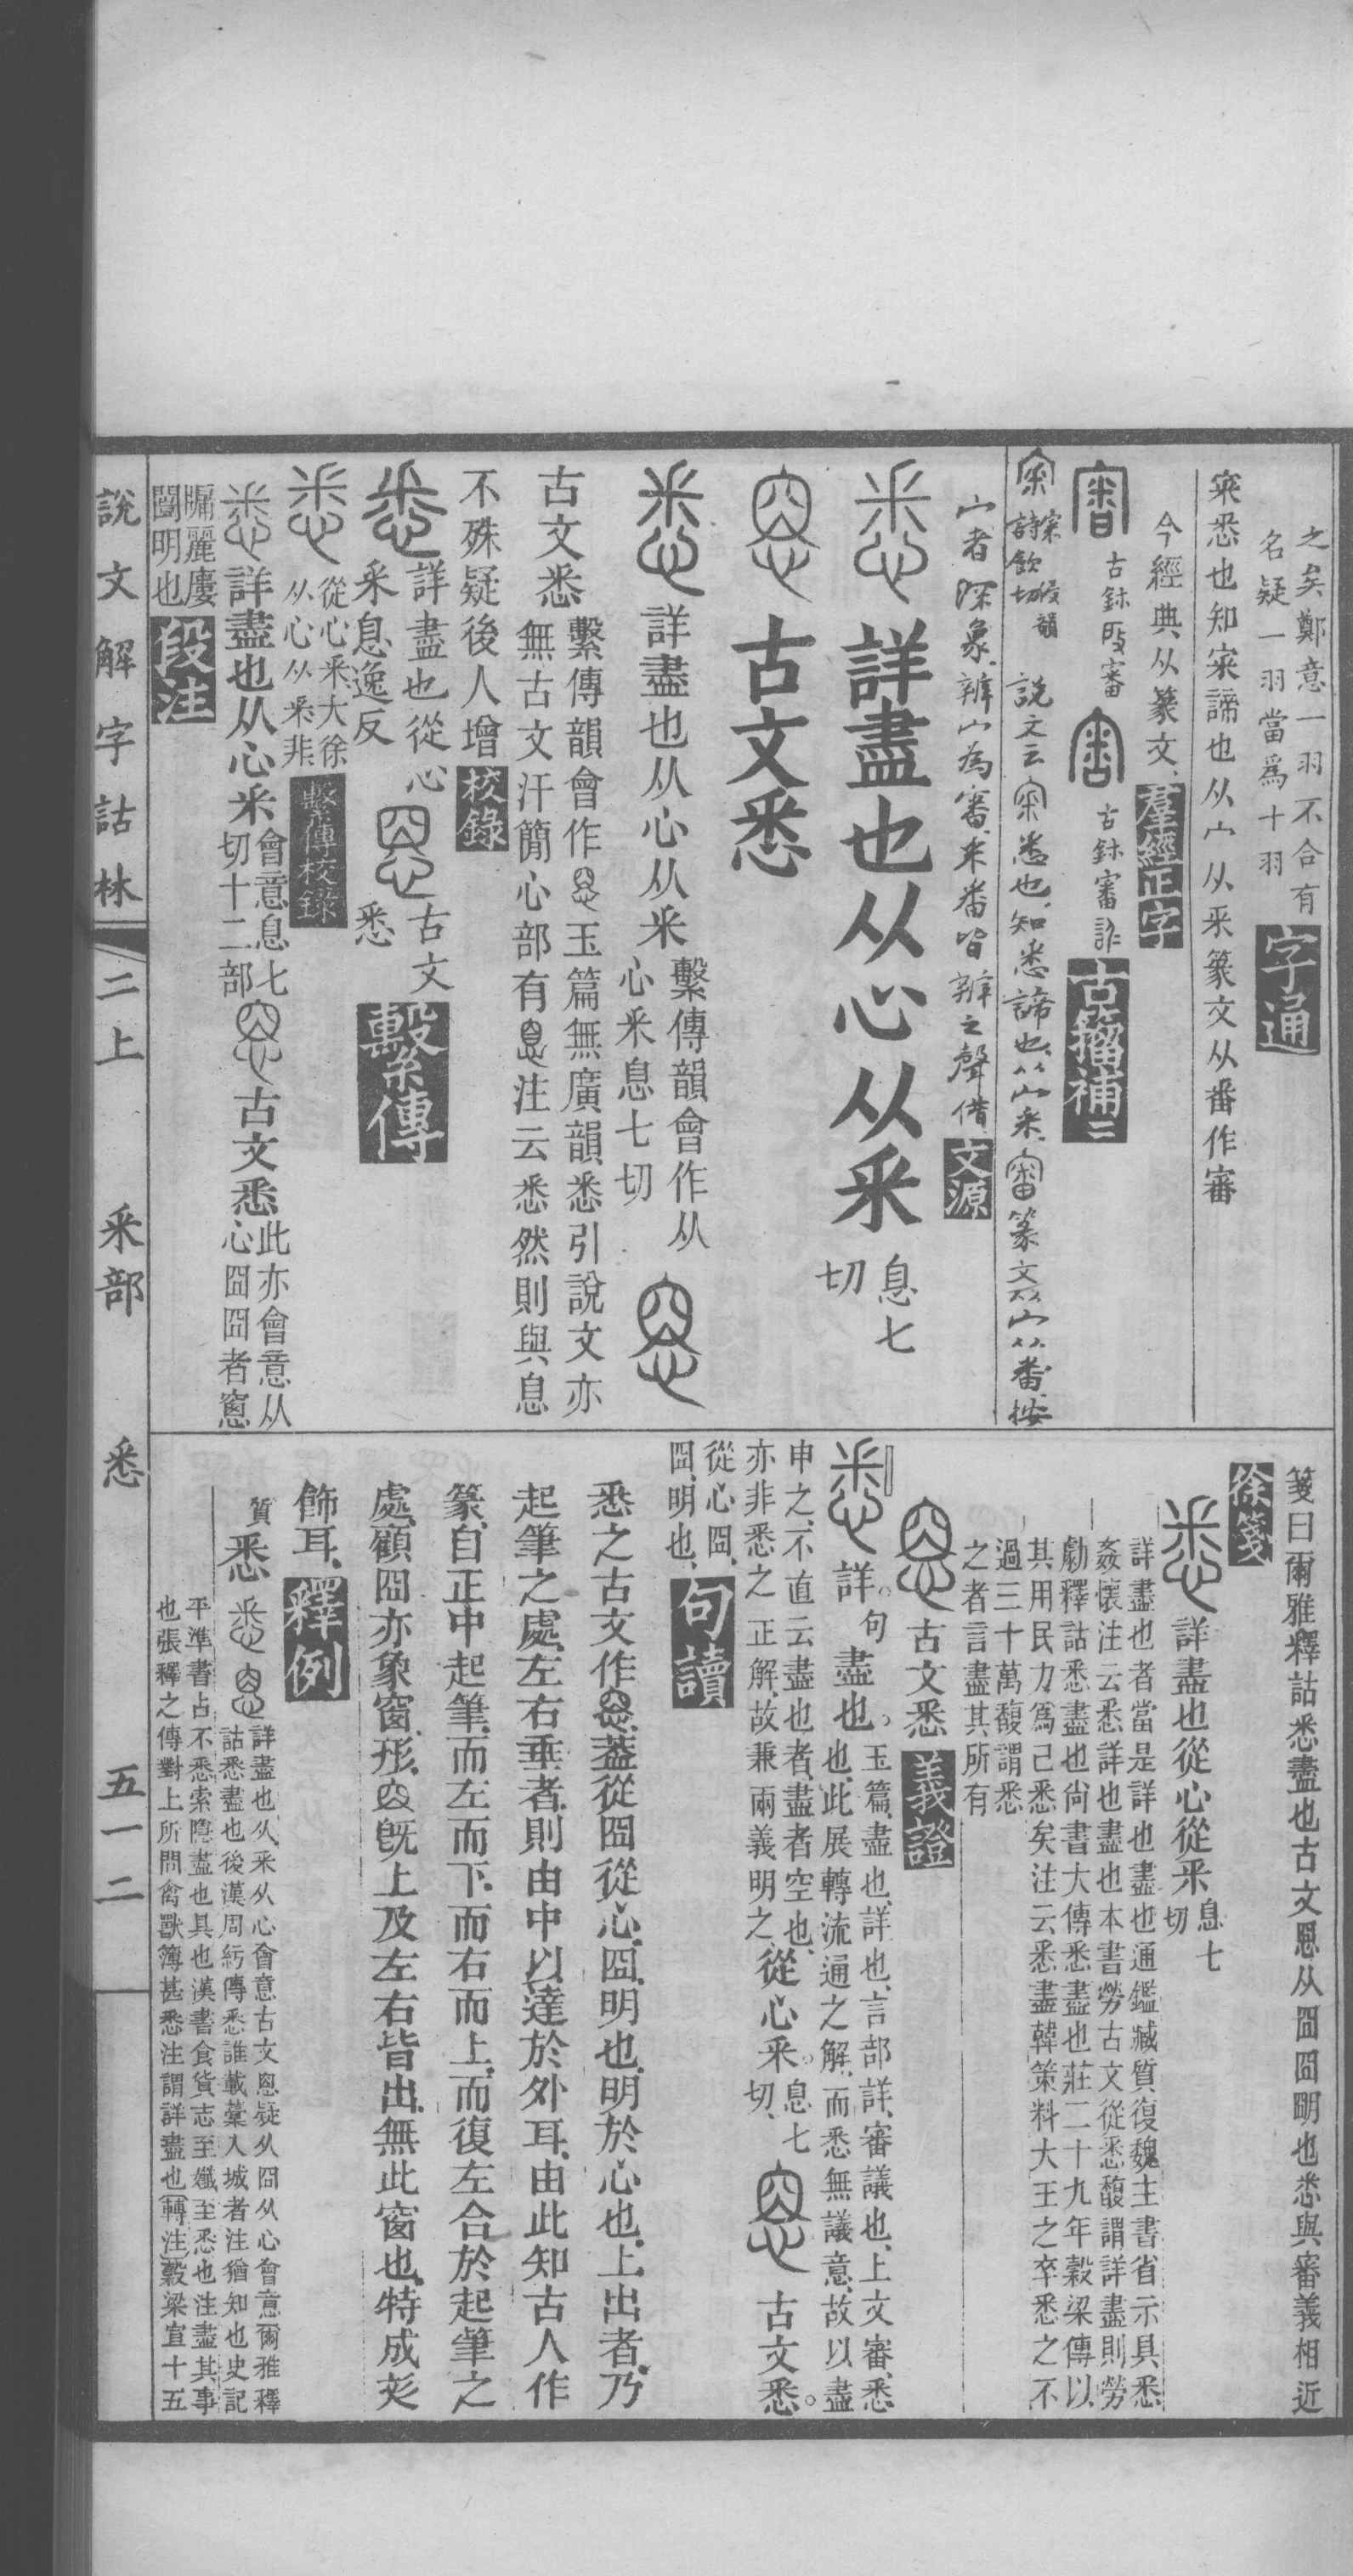 之矣鄭意一羽不合有
名疑一羽當爲十羽
字通
宷悉也知宷諦也从宀从釆篆文从番作審
今經典从篆文
羣經正字
古鉥 審
古鉥審 
古籀補二
說文云 悉也知悉諦也从宀釆 篆文从宀从番按
宀者深象辨宀為審釆番皆辨之聲借
文源
詳盡也从心从釆
息七
切
古文悉
詳盡也从心从釆
繫傳韻會作从
心釆息七切
古文悉
繫傳韻會作 玉篇無廣韻悉引說文亦
無古文汗簡心部有 注云悉然則與息
不殊疑後人增
校錄
詳盡也從心
釆息逸反
古文
悉
繫傳
從心釆大徐
从心从釆非
繫傳校錄
詳盡也从心釆
會意息七
切十二部
古文悉
此亦會意从
心囧囧者窻
牖麗廔
闓明也
段注
說文解字詁林 二上 釆部 悉 五一二
箋曰爾雅釋詁悉盡也古文 从囧囧明也悉與審義相近
徐箋
詳盡也從心從釆
息七
切
詳盡也者當是詳也盡也通鑑臧質復魏主書省示具悉
姦懷注云悉詳也盡也本書勞古文從悉馥謂詳盡則勞
勮釋詁悉盡也尙書大傳悉盡也莊二十九年穀梁傳以
其用民力爲己悉矣注云悉盡韓策料大王之卒悉之不
過三十萬馥謂悉
之者言盡其所有
古文悉
義證
詳句盡也
玉篇盡也詳也言部詳審議也上文審悉
也此展轉流通之解而悉無議意故以盡
申之不直云盡也者盡者空也
亦非悉之正解故兼兩義明之
從心釆
息七
切
古文悉
從心囧
囧明也
句讀
悉之古文作 葢從囧從心囧明也明於心也上出者乃
起筆之處左右垂者則由中以達於外耳由此知古人作
篆自正中起筆而左而下而右而上而復左合於起筆之
處顧囧亦象窗形 旣上及左右皆出無此窗也特成文
飾耳
釋例
質
悉
詳盡也从釆从心會意古文 疑从囧从心會意爾雅釋
詁悉盡也後漢周紆傳悉誰載藁入城者注猶知也史記
平準書占不悉索隱盡也具也漢書食貨志至孅至悉也注盡其事
也張釋之傳對上所問禽獸簿甚悉注謂詳盡也轉注穀梁宣十五